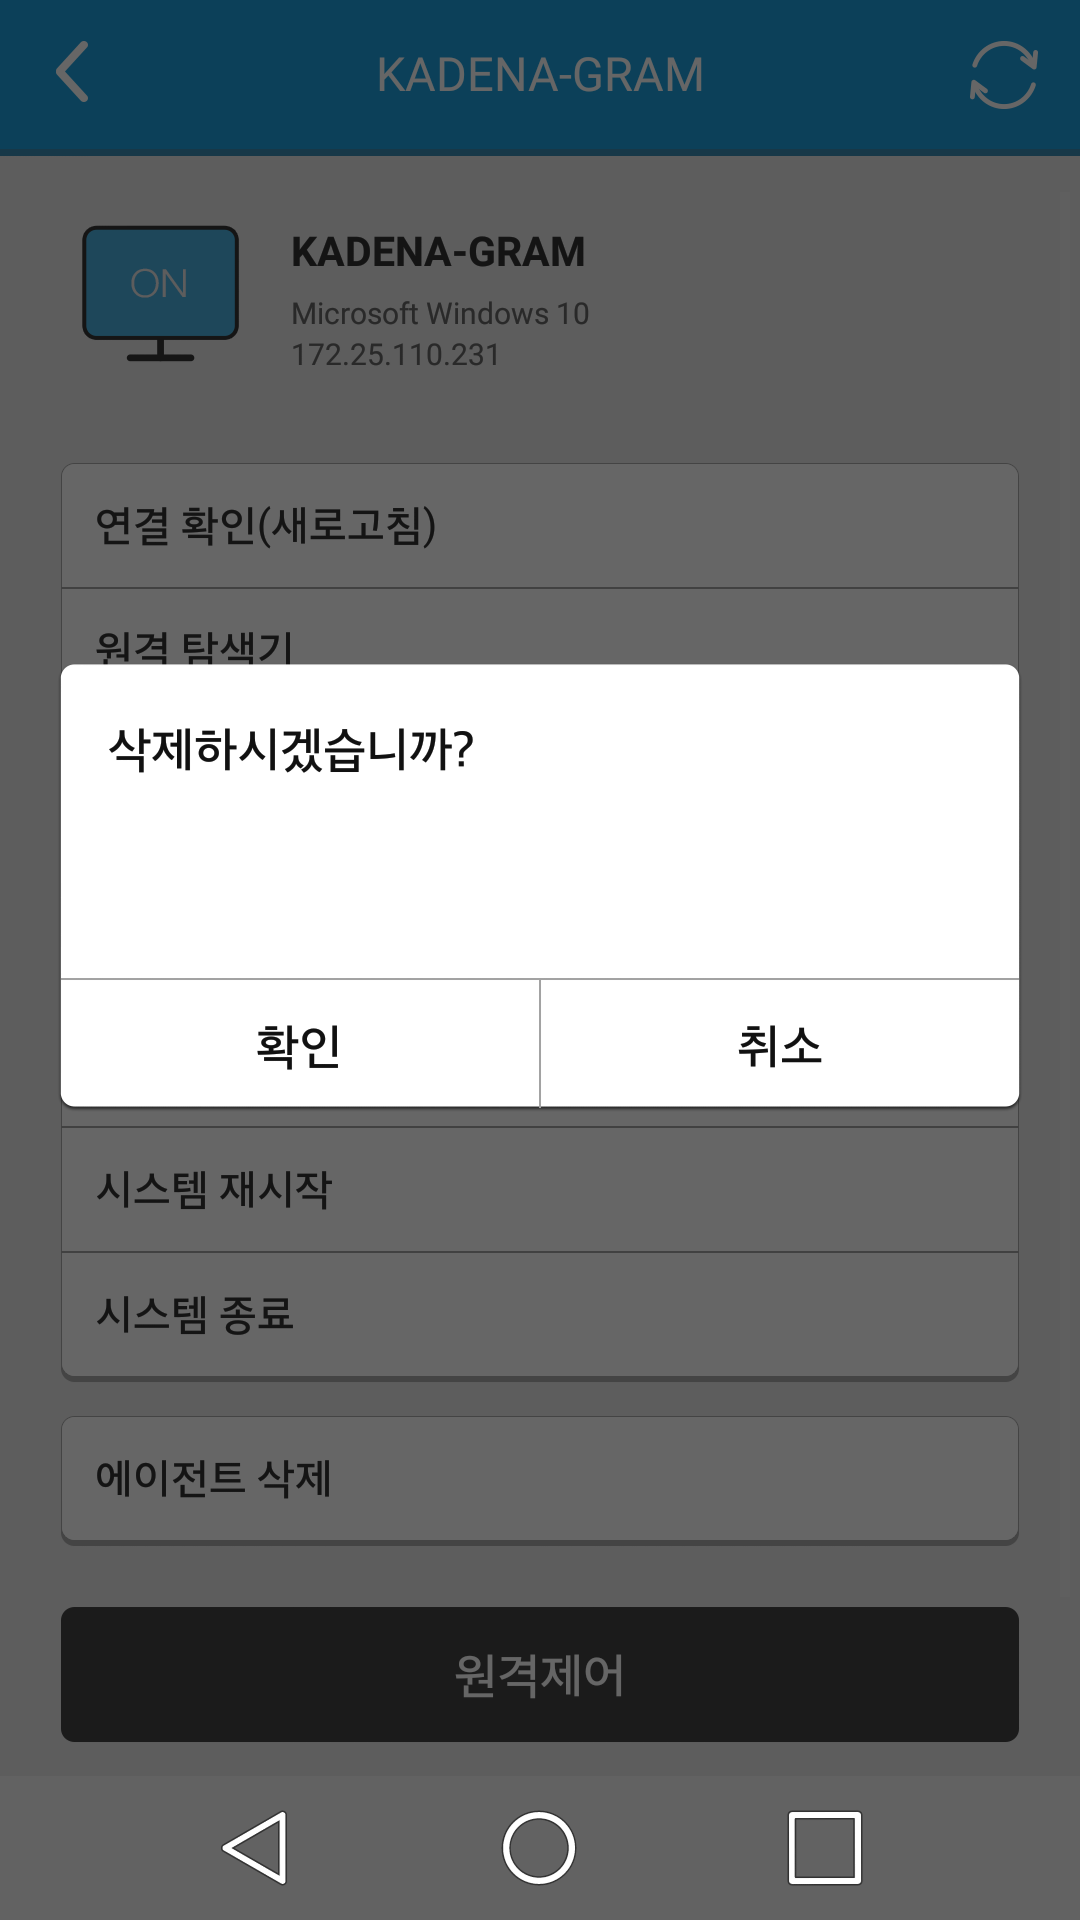 KADENA-GRAM
ON
KADENA-GRAM
Microsoft Windows 10
172.25.110.231
연결 확인(새로고침)
원격 탐색기
삭제하시겠습니까?
확인
취소
시스템 재시작
시스템 종료
에이전트 삭제
원격제어